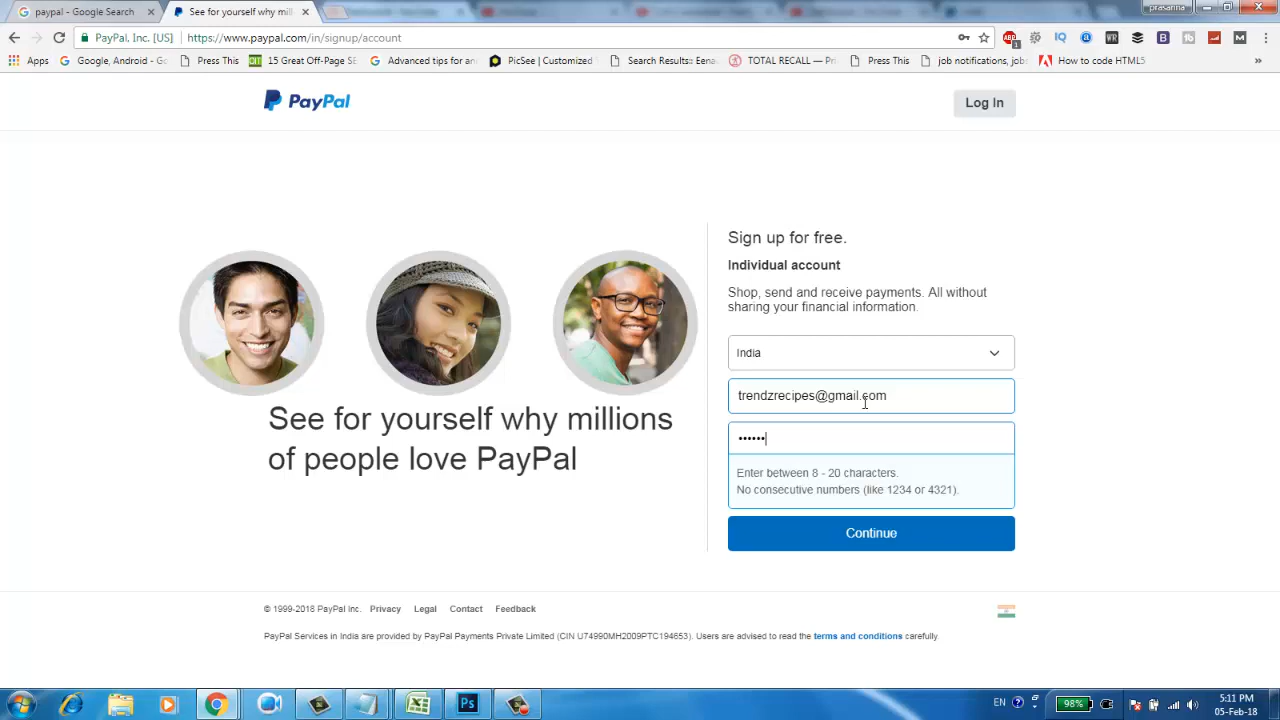 paypal - Google Search
See for yourself why mill
prasanna
PayPal, Inc. [US]
https://www.paypal.com/in/signup/account
Apps
Google, Android - G
Press This
CIT
15 Great Off-PagE SE
Advanced tips for an
PicSee | Customized
Search Results: Eena
TOTAL RECALL — Pri
Press This
job notifications, job
How to code HTML5
»
PayPal
Log In
Sign up for free.
Individual account
Shop, send and receive payments. All without
sharing your financial information.
India
trendzrecipes@gmail.com
••••••
Enter between 8 - 20 characters.
No consecutive numbers (like 1234 or 4321).
Continue
See for yourself why millions
of people love PayPal
© 1999-2018 PayPal Inc. Privacy Legal Contact Feedback
PayPal Services in India are provided by PayPal Payments Private Limited (CIN U74990MH2009PTC194653). Users are advised to read the terms and conditions carefully.
Ps
EN
98%
5:11 PM
05-Feb-18